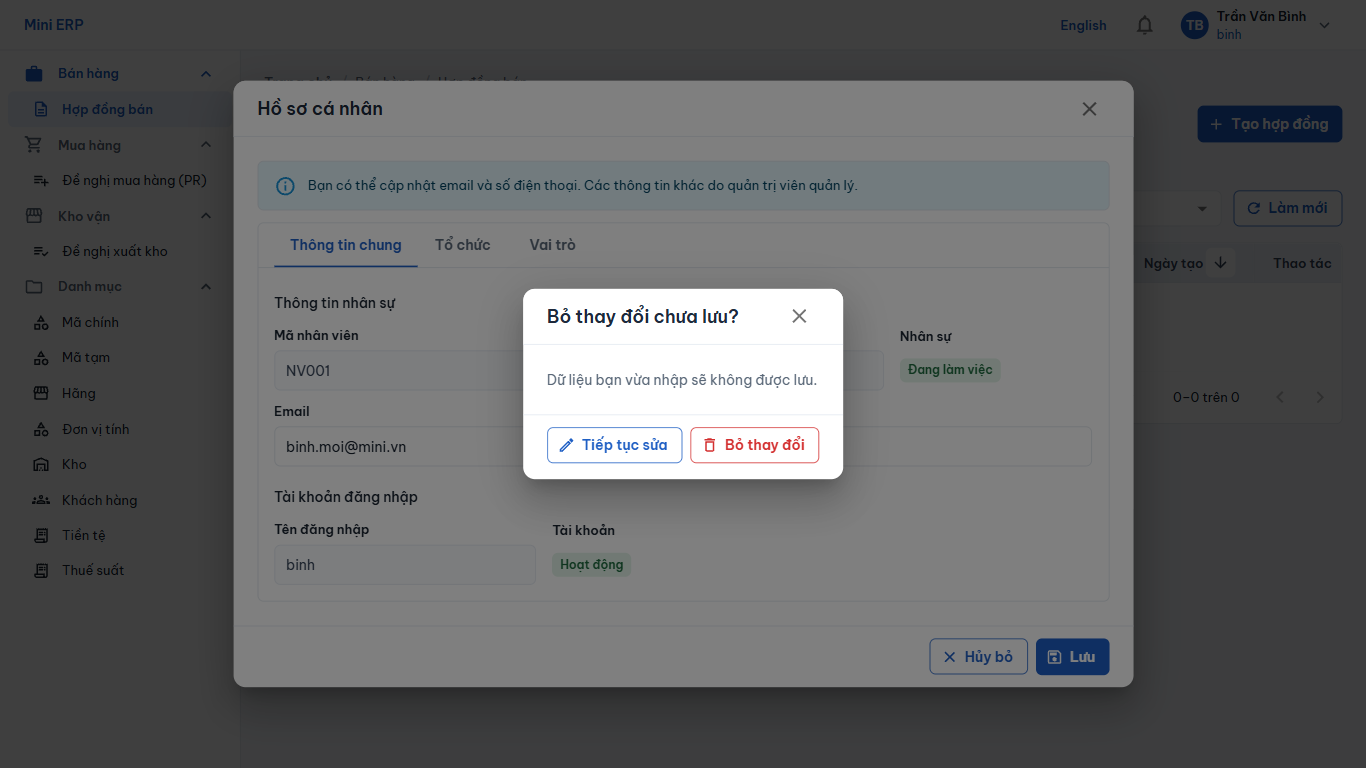 Mini ERP
English
TB
Trần Văn Bình
binh
Bán hàng
Hợp đồng bán
Mua hàng
Đề nghị mua hàng (PR)
Kho vận
Đề nghị xuất kho
Danh mục
Mã chính
Mã tạm
Hãng
Đơn vị tính
Kho
Khách hàng
Tiền tệ
Thuế suất
Tạo hợp đồng
Làm mới
Ngày tạo
Thao tác
0–0 trên 0
Hồ sơ cá nhân
Bạn có thể cập nhật email và số điện thoại. Các thông tin khác do quản trị viên quản lý.
Thông tin chung
Tổ chức
Vai trò
Thông tin nhân sự
Mã nhân viên
NV001
Nhân sự
Đang làm việc
Email
binh.moi@mini.vn
Tài khoản đăng nhập
Tên đăng nhập
binh
Tài khoản
Hoạt động
Hủy bỏ
Lưu
Bỏ thay đổi chưa lưu?
Dữ liệu bạn vừa nhập sẽ không được lưu.
Tiếp tục sửa
Bỏ thay đổi